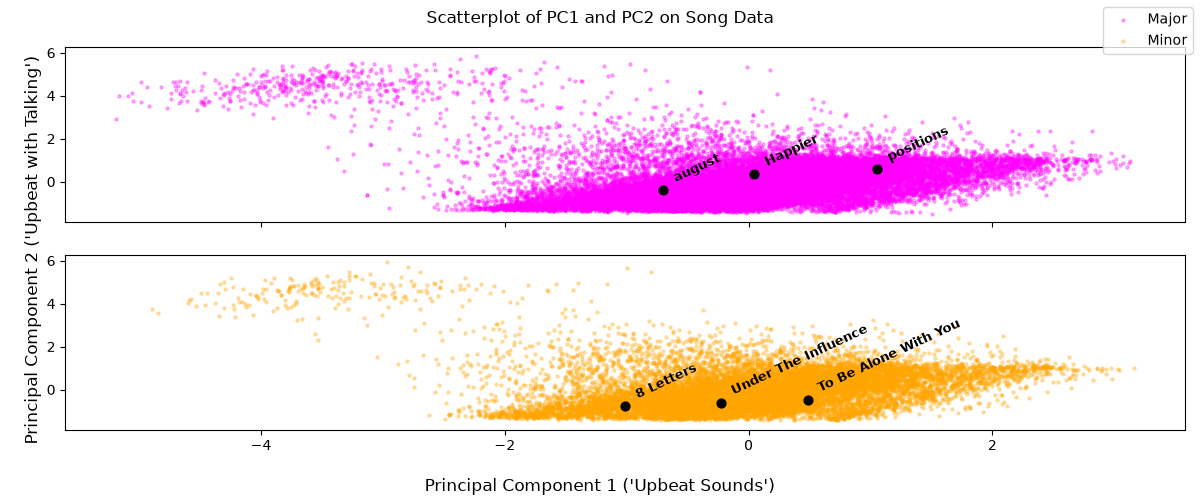 Scatterplot of PC1 and PC2 on Song Data
Major
Minor
Principal Component 2 ('Upbeat with Talking')
6
4
2
0
august
Happier
positions
6
4
2
0
8 Letters
Under The Influence
To Be Alone With You
−4
−2
0
2
Principal Component 1 ('Upbeat Sounds')